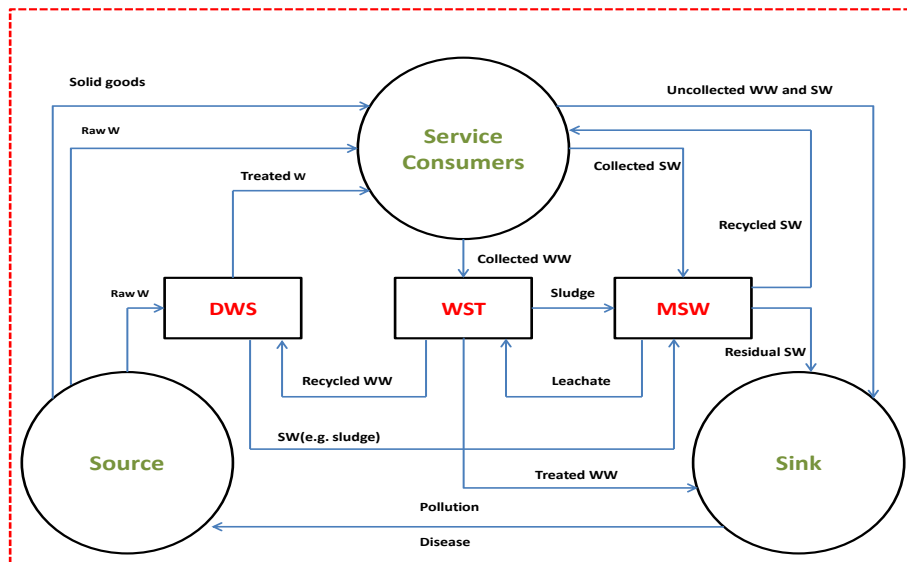 Solid goods
Uncollected WW and SW
Raw W
Service
Consumers
Collected SW
Treated w
Recycled SW
Collected WW
Raw W
Sludge
DWS
WST
MSW
Residual SW
Recycled WW
Leachate
SW(e.g. sludge)
Source
Sink
Treated WW
Pollution
Disease